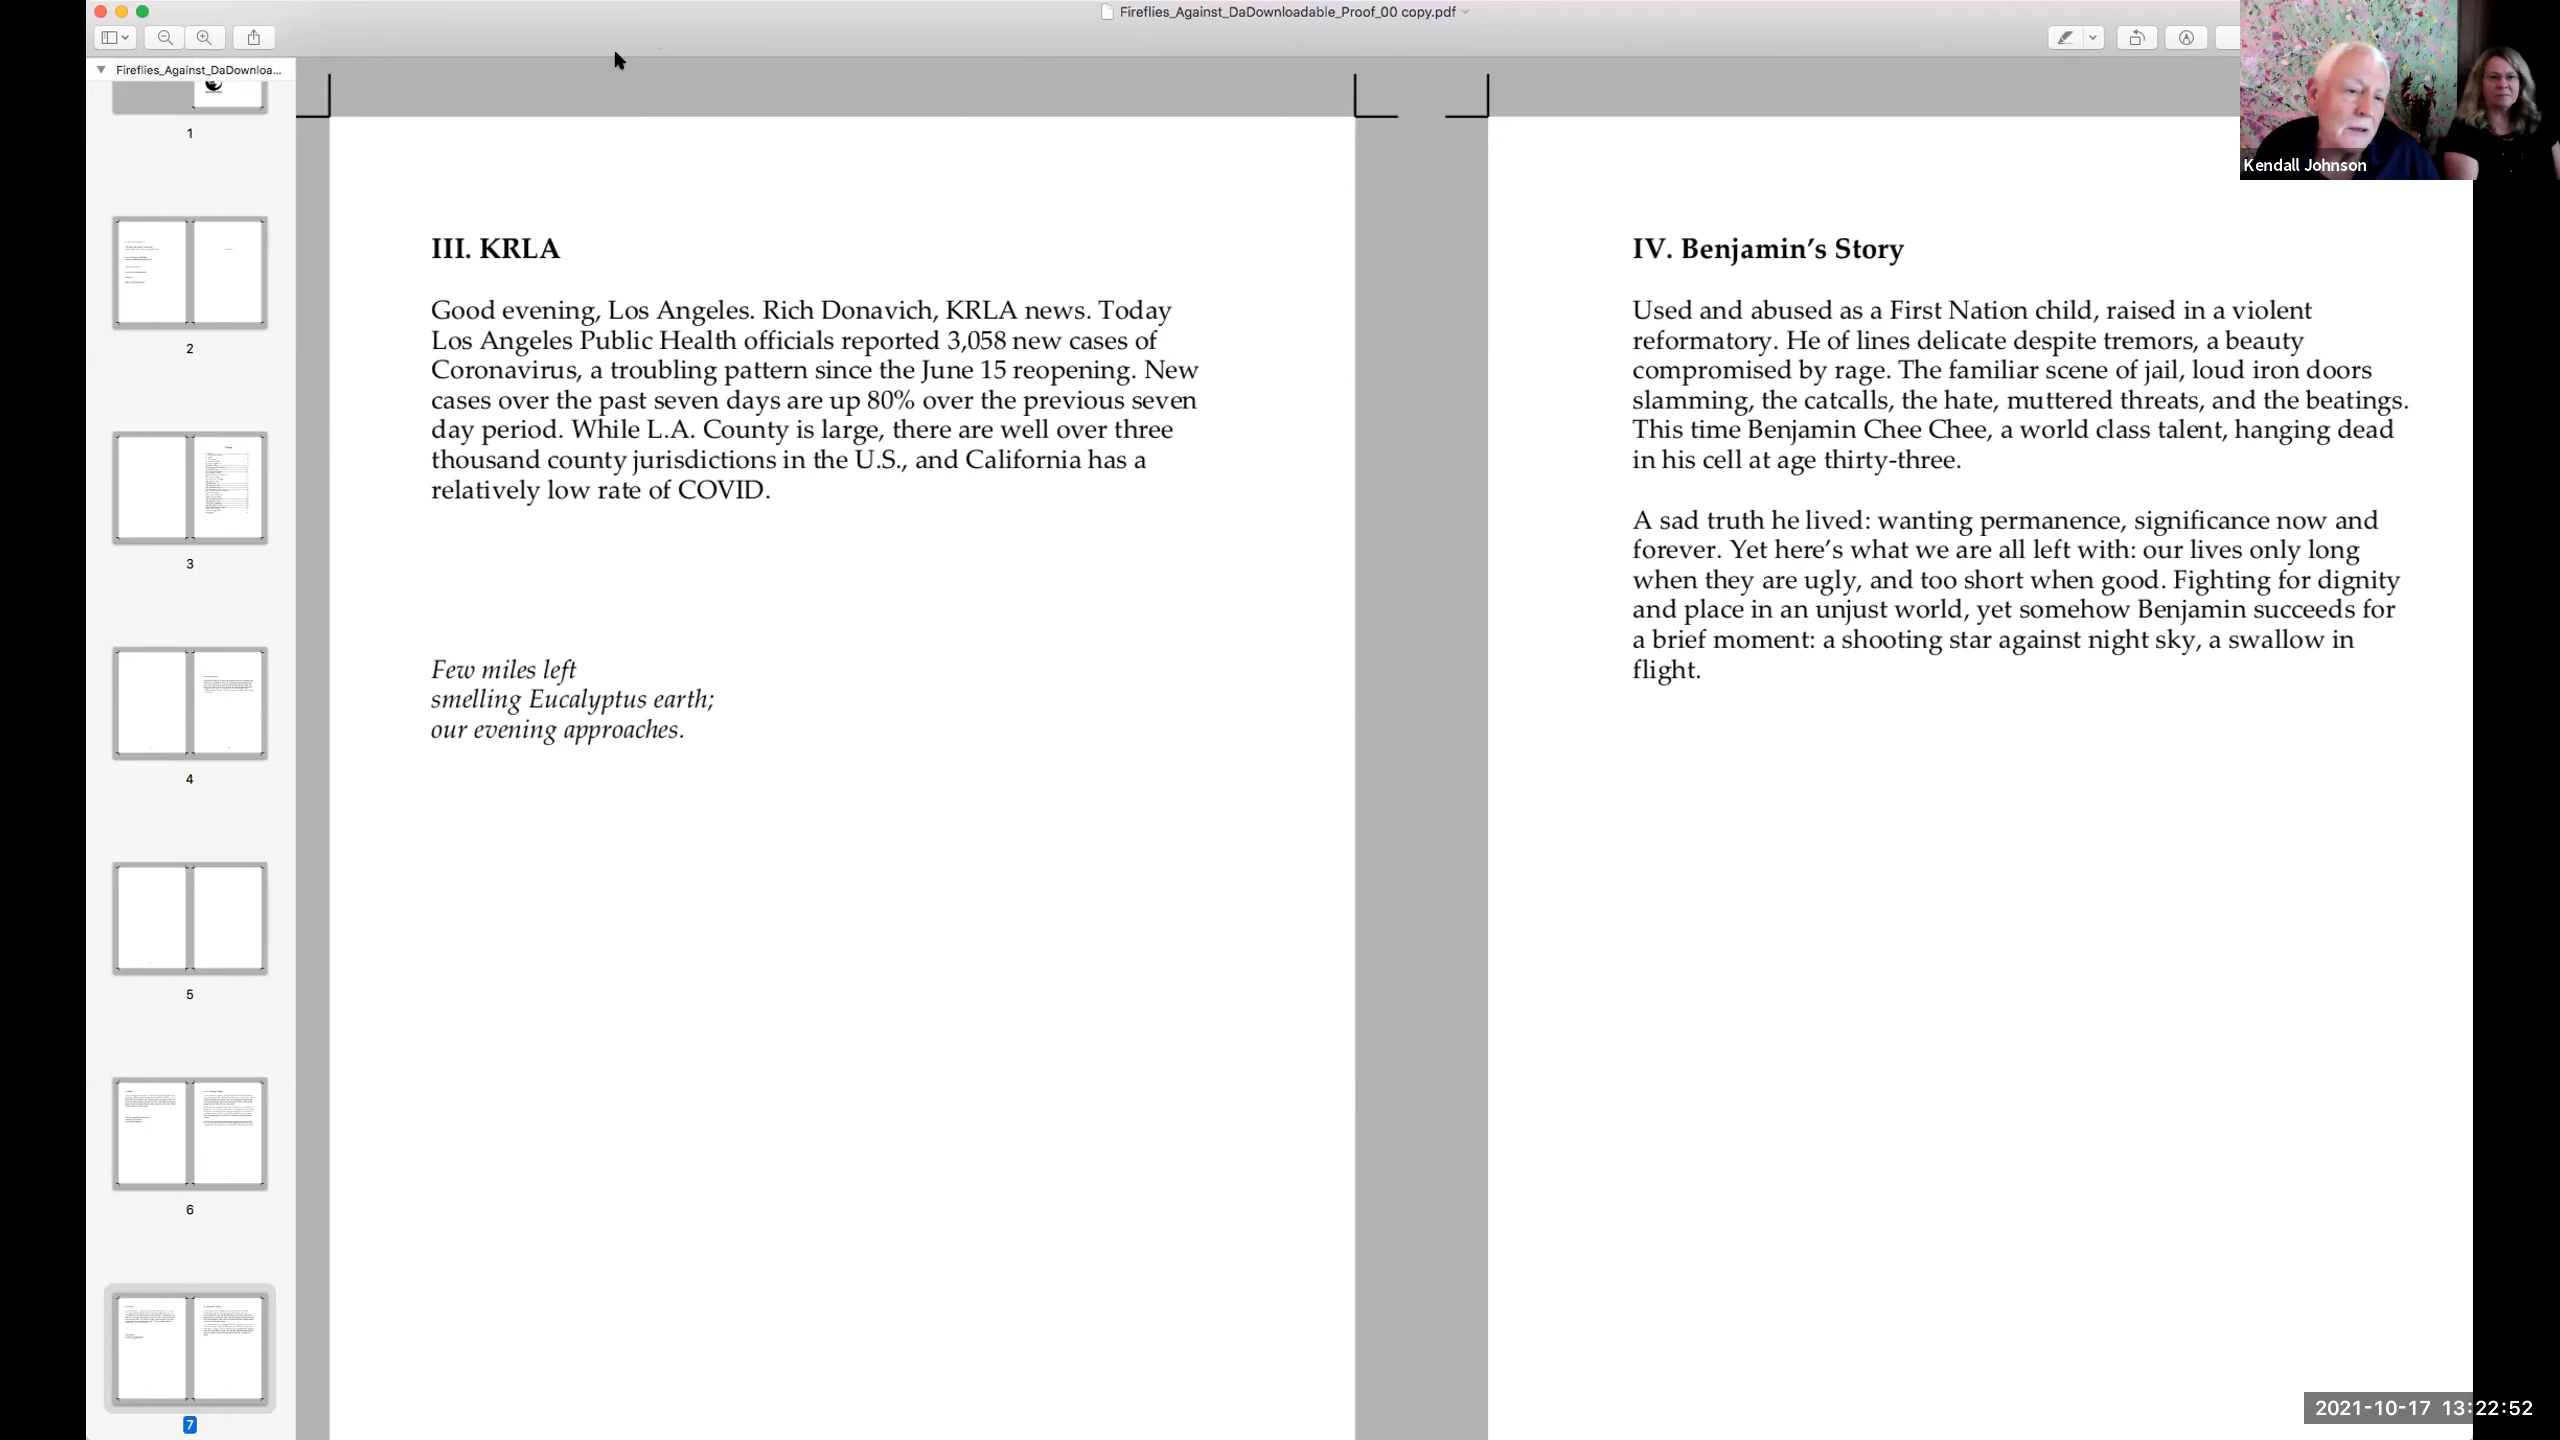 Fireflies_Against_DaDownloadable_Proof_00 copy.pdf
Fireflies_Against_DaDownloa...
1
2
3
4
5
6
7
III. KRLA
Good evening, Los Angeles. Rich Donavich, KRLA news. Today
Los Angeles Public Health officials reported 3,058 new cases of
Coronavirus, a troubling pattern since the June 15 reopening. New
cases over the past seven days are up 80% over the previous seven
day period. While L.A. County is large, there are well over three
thousand county jurisdictions in the U.S., and California has a
relatively low rate of COVID.
Few miles left
smelling Eucalyptus earth;
our evening approaches.
IV. Benjamin’s Story
Used and abused as a First Nation child, raised in a violent
reformatory. He of lines delicate despite tremors, a beauty
compromised by rage. The familiar scene of jail, loud iron doors
slamming, the catcalls, the hate, muttered threats, and the beatings.
This time Benjamin Chee Chee, a world class talent, hanging dead
in his cell at age thirty-three.
A sad truth he lived: wanting permanence, significance now and
forever. Yet here’s what we are all left with: our lives only long
when they are ugly, and too short when good. Fighting for dignity
and place in an unjust world, yet somehow Benjamin succeeds for
a brief moment: a shooting star against night sky, a swallow in
flight.
Kendall Johnson
2021-10-17 13:22:52